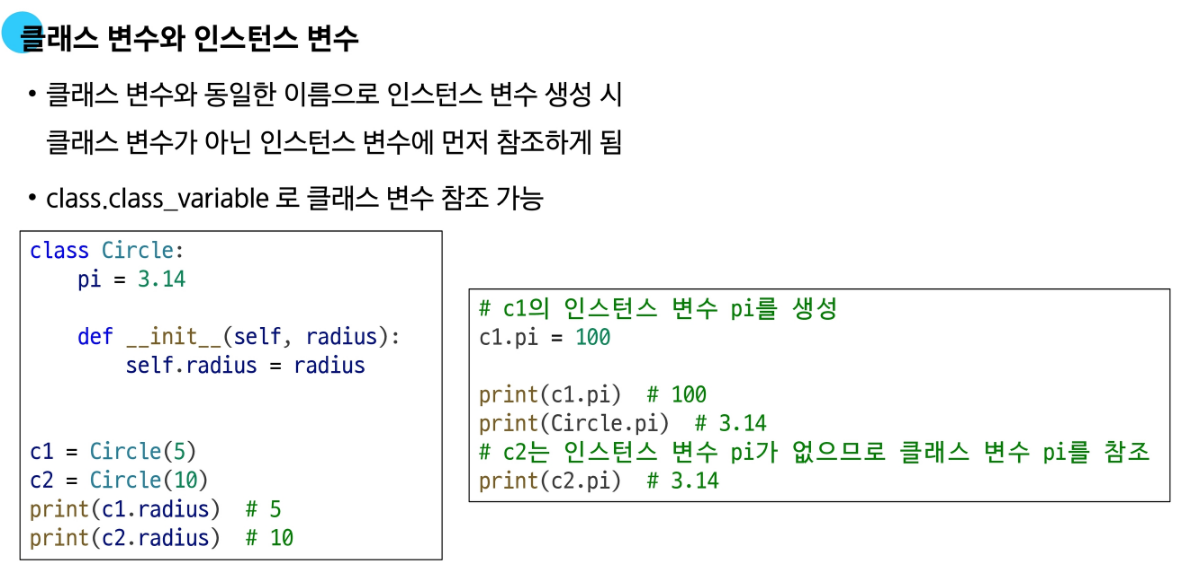 클래스 변수와 인스턴스 변수
• 클래스 변수와 동일한 이름으로 인스턴스 변수 생성 시
클래스 변수가 아닌 인스턴스 변수에 먼저 참조하게 됨
• class.class_variable 로 클래스 변수 참조 가능
class Circle:
    pi = 3.14
    def __init__(self, radius):
        self.radius = radius
c1 = Circle(5)
c2 = Circle(10)
print(c1.radius)  # 5
print(c2.radius)  # 10
# c1의 인스턴스 변수 pi를 생성
c1.pi = 100
print(c1.pi)  # 100
print(Circle.pi)  # 3.14
# c2는 인스턴스 변수 pi가 없으므로 클래스 변수 pi를 참조
print(c2.pi)  # 3.14